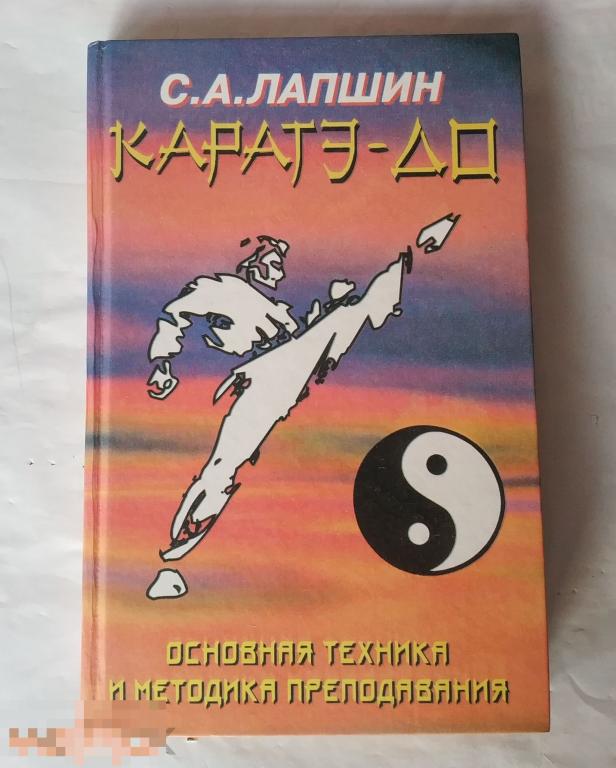 С.А.ЛАПШИН
КАРАТЭ-ДО
ОСНОВНАЯ ТЕХНИКА
И МЕТОДИКА ПРЕПОДАВАНИЯ